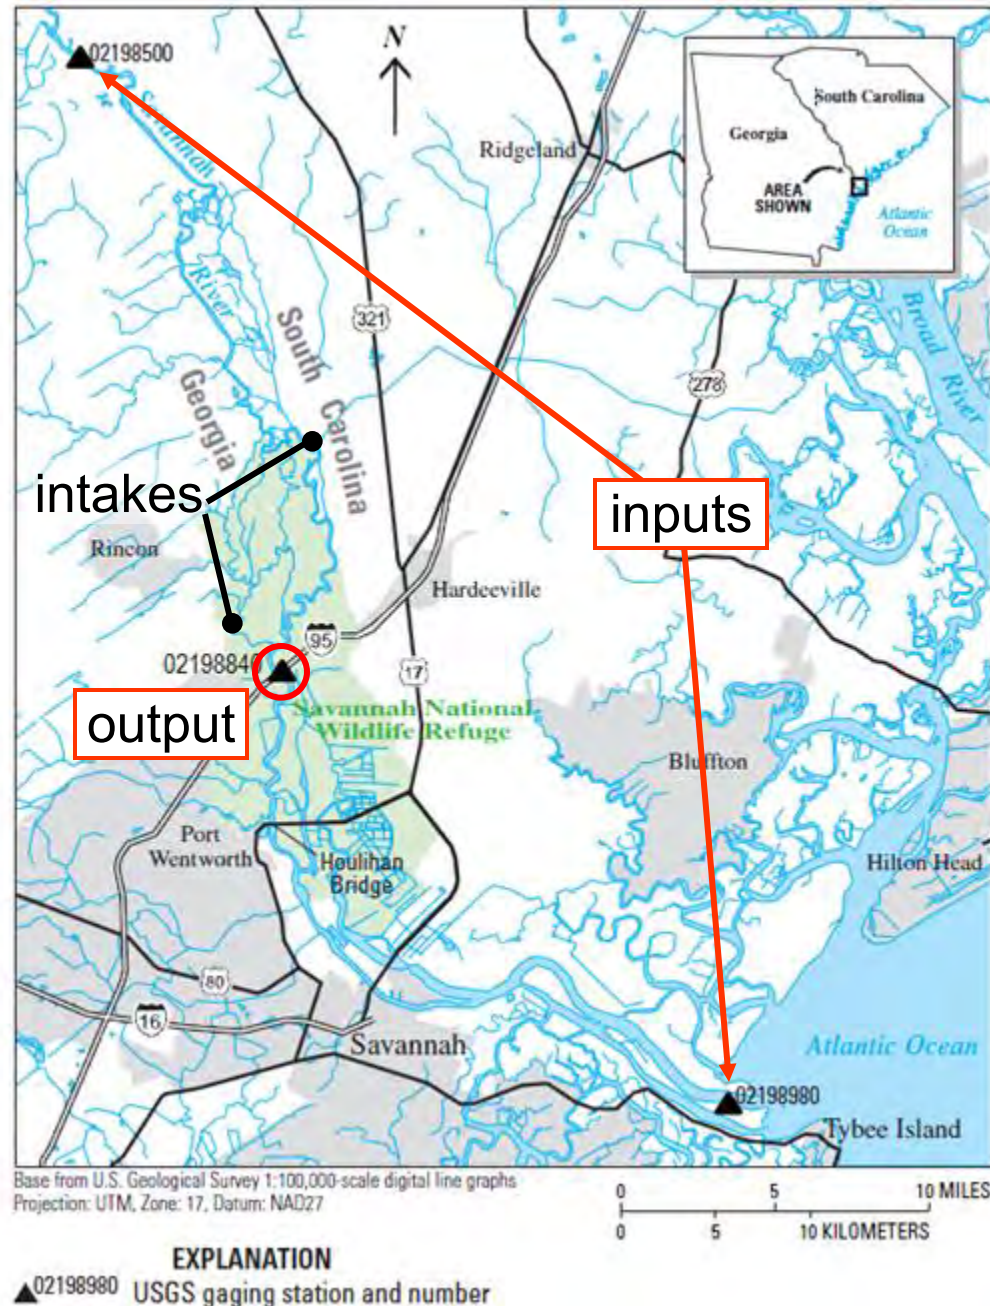 02198500
N
Savannah
River
Ridgeland
South Carolina
Georgia
AREA
SHOWN
Atlantic
Ocean
Broad River
321
278
South Carolina
Georgia
intakes
inputs
Rincon
Hardeeville
95
02198840
17
output
Savannah National
Wildlife Refuge
Bluffton
Port
Wentworth
Houlihan
Bridge
Hilton Head
80
16
Savannah
Atlantic Ocean
02198980
Tybee Island
Base from U.S. Geological Survey 1:100,000-scale digital line graphs
Projection: UTM, Zone: 17, Datum: NAD27
0 5 10 MILES
0 5 10 KILOMETERS
EXPLANATION
02198980 USGS gaging station and number